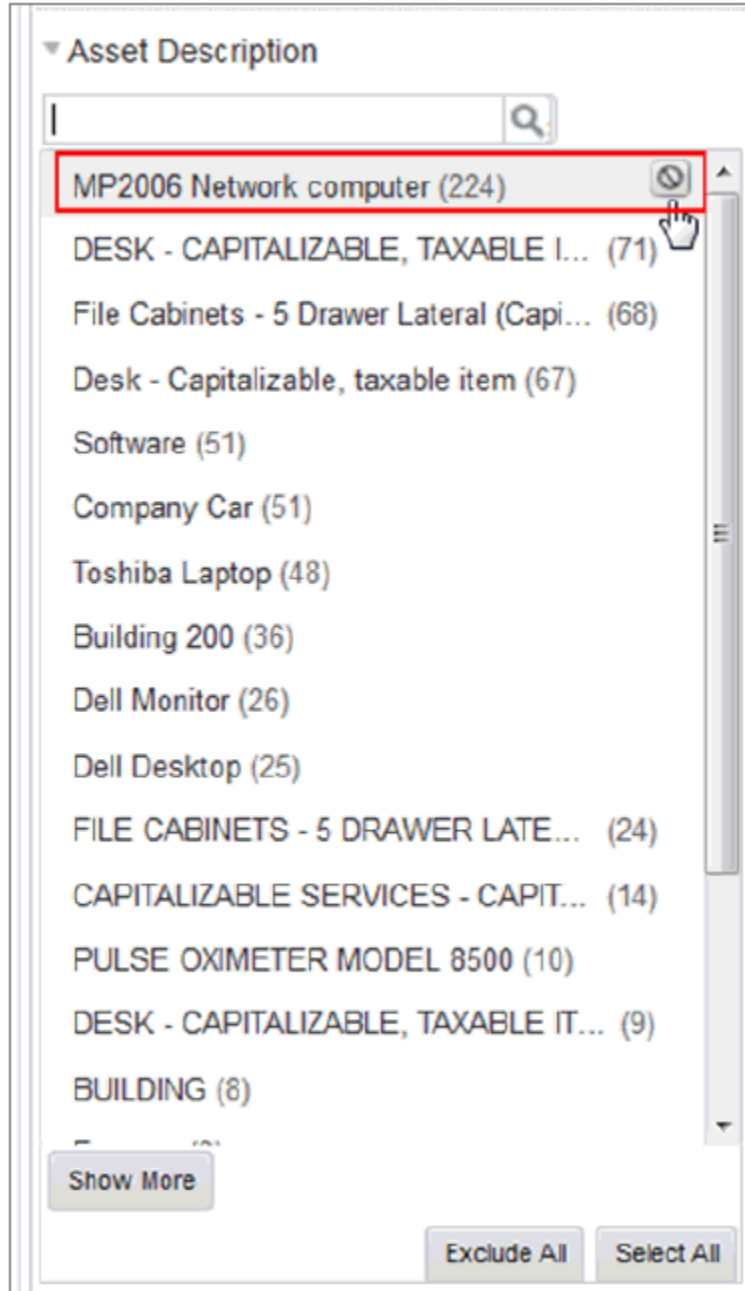 Asset Description
MP2006 Network computer (224)
DESK - CAPITALIZABLE, TAXABLE I... (71)
File Cabinets - 5 Drawer Lateral (Capi... (68)
Desk - Capitalizable, taxable item (67)
Software (51)
Company Car (51)
Toshiba Laptop (48)
Building 200 (36)
Dell Monitor (26)
Dell Desktop (25)
FILE CABINETS - 5 DRAWER LATE... (24)
CAPITALIZABLE SERVICES - CAPIT... (14)
PULSE OXIMETER MODEL 8500 (10)
DESK - CAPITALIZABLE, TAXABLE IT... (9)
BUILDING (8)
Show More
Exclude All Select All